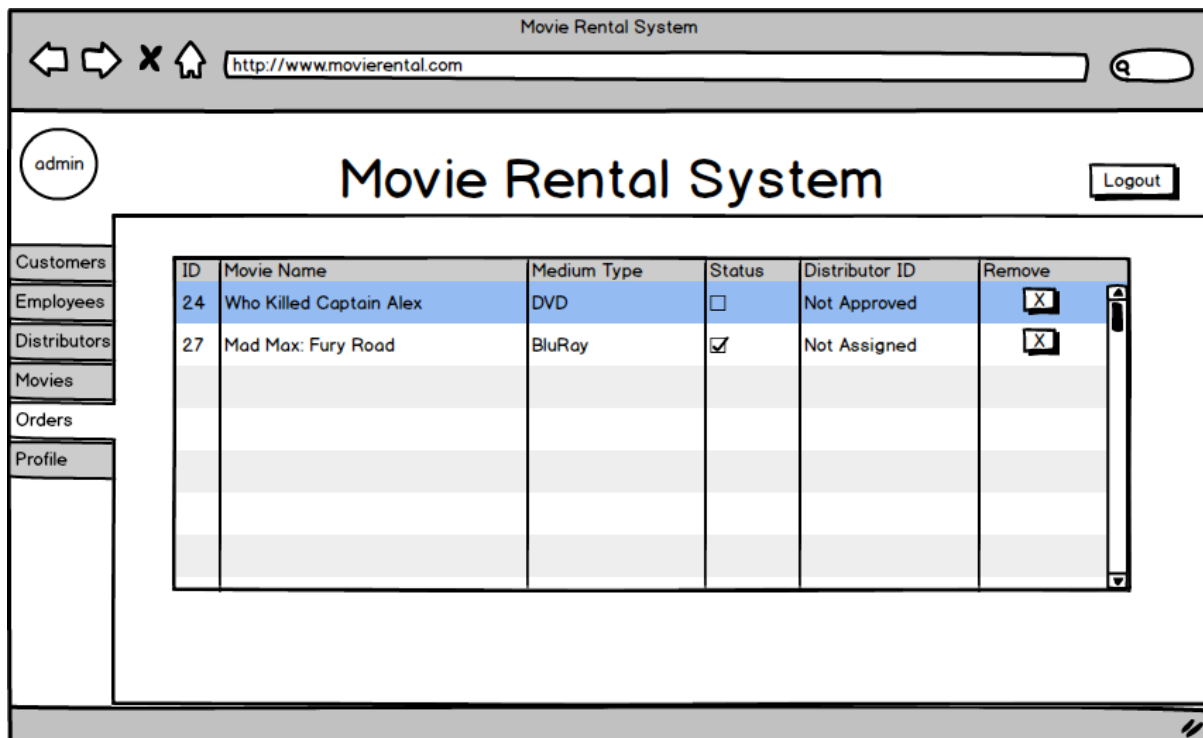 Movie Rental System
http://www.movierental.com
admin
Movie Rental System
Logout
Customers
Employees
Distributors
Movies
Orders
Profile
ID Movie Name Medium Type Status Distributor ID Remove
24 Who Killed Captain Alex DVD Not Approved X
27 Mad Max: Fury Road BluRay Not Assigned X